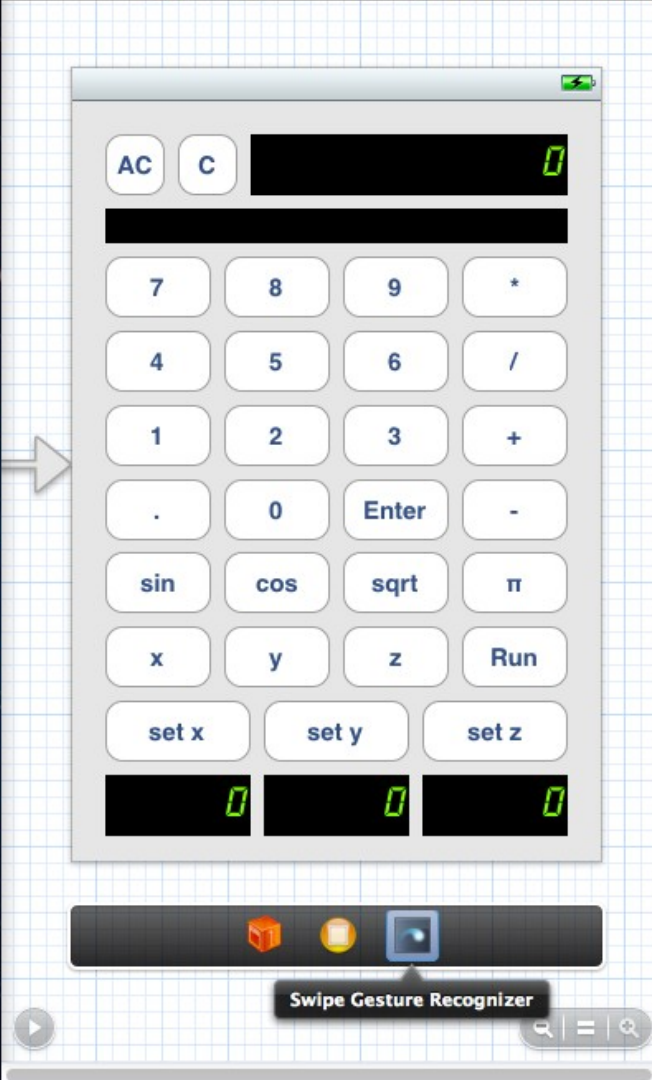 AC C 0
7 8 9 *
4 5 6 /
1 2 3 +
. 0 Enter -
sin cos sqrt π
x y z Run
set x set y set z
0 0 0
Swipe Gesture Recognizer